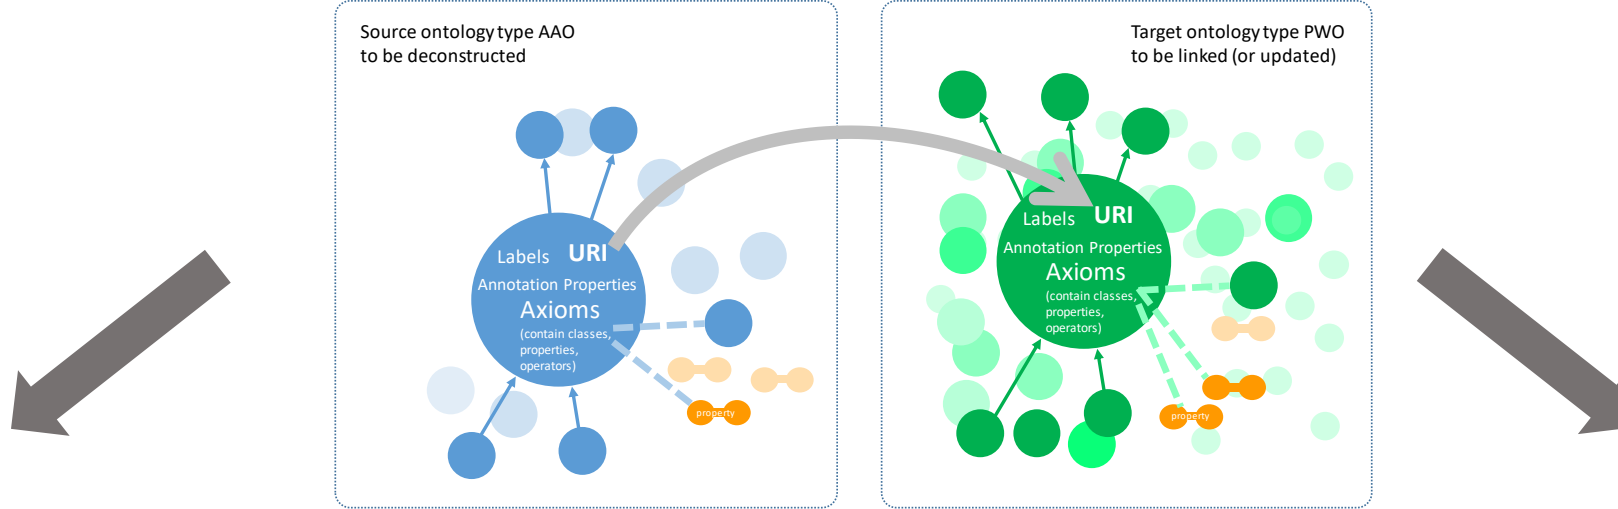 Source ontology type AAO
to be deconstructed
Labels URI
Annotation Properties
Axioms
(contain classes,
properties,
operators)
property
Target ontology type PWO
to be linked (or updated)
Labels URI
Annotation Properties
Axioms
(contain classes,
properties,
operators)
property